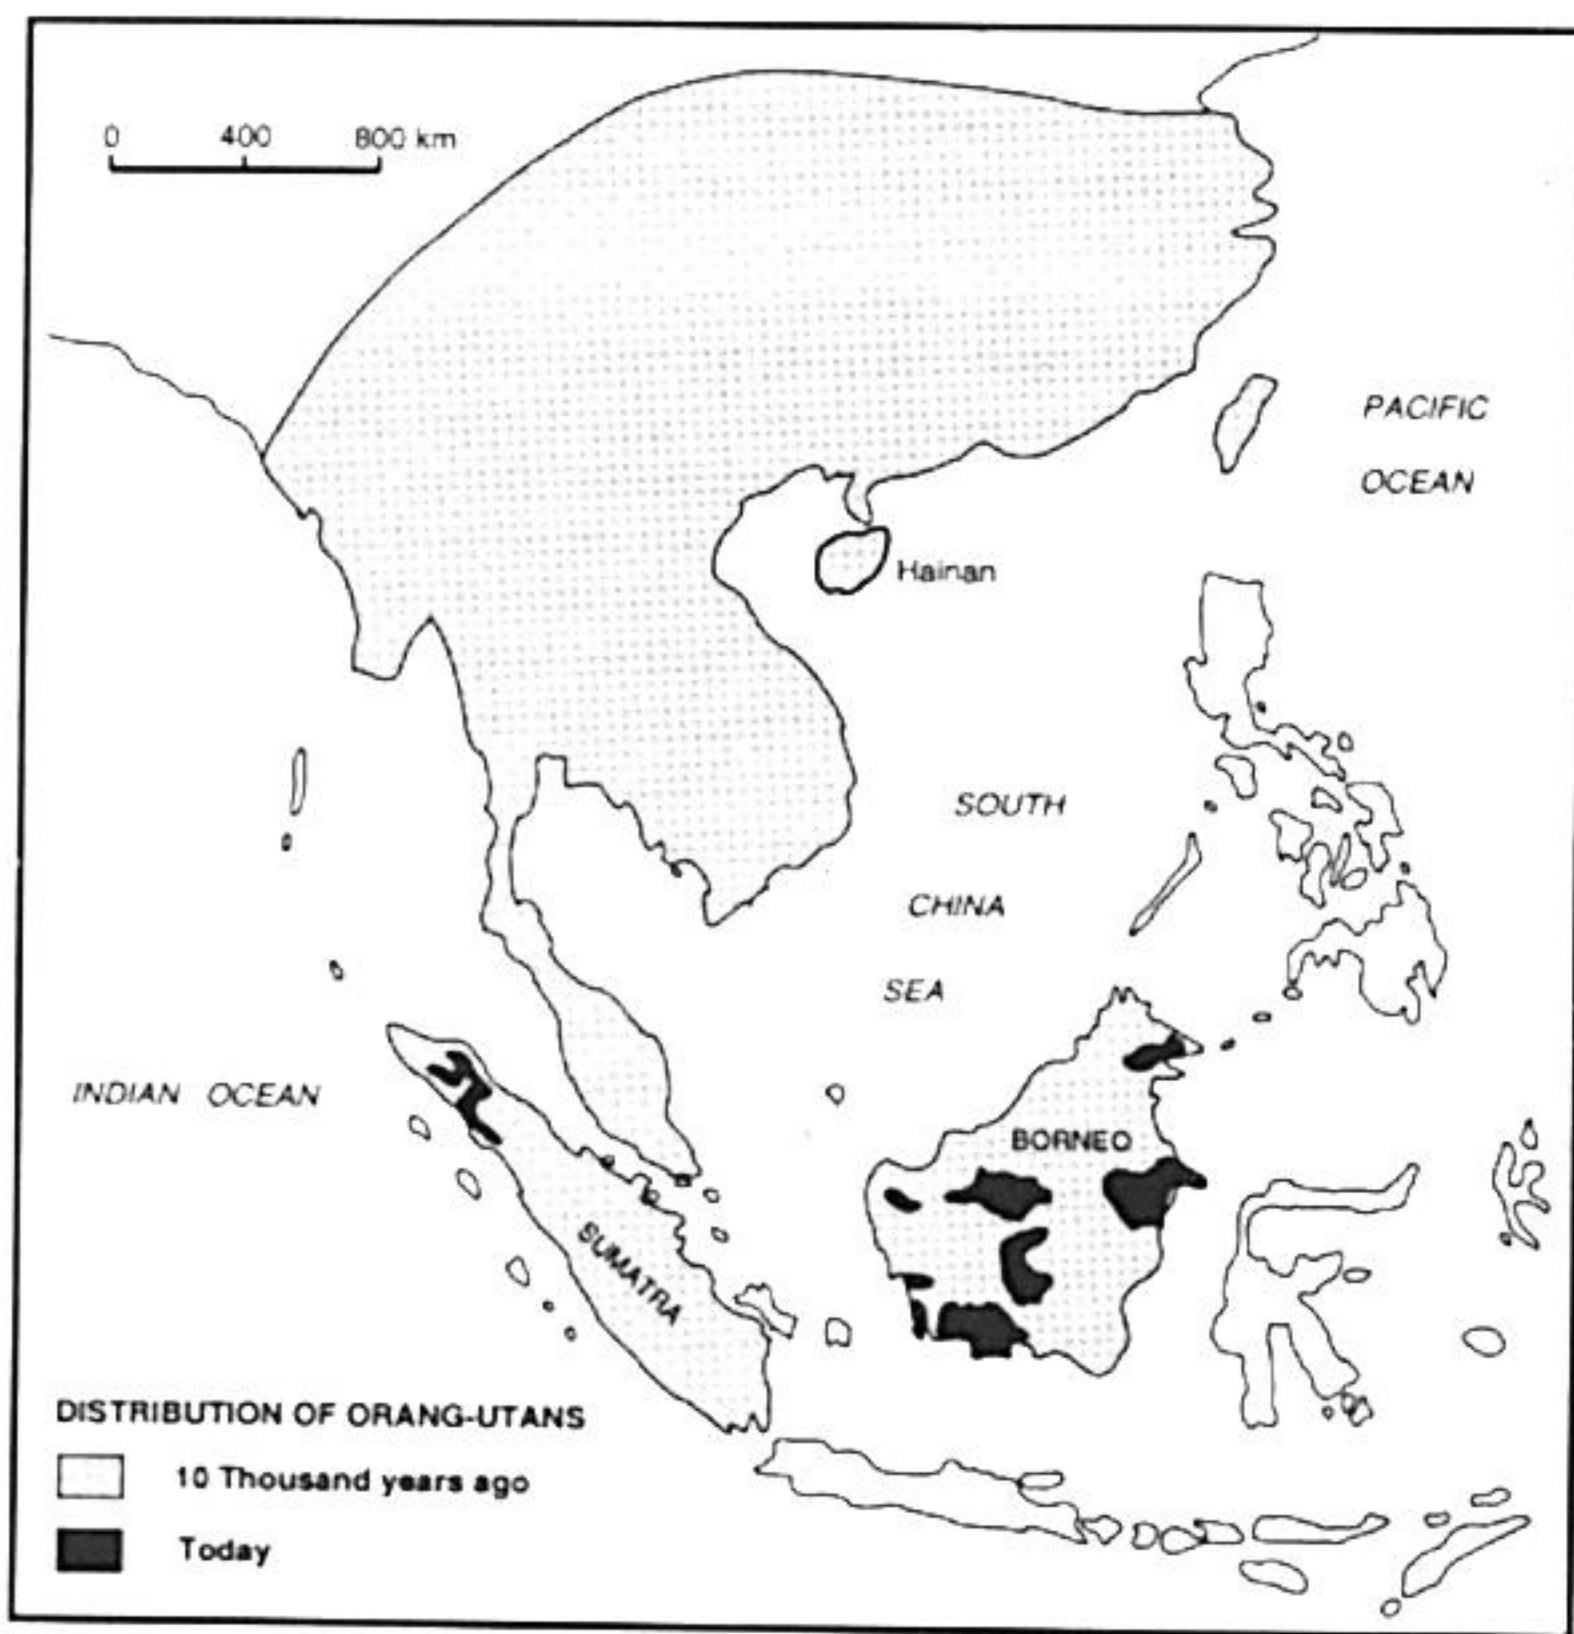 0 400 800 km
PACIFIC
OCEAN
Hainan
SOUTH
CHINA
SEA
INDIAN OCEAN
BORNEO
SUMATRA
DISTRIBUTION OF ORANG-UTANS
10 Thousand years ago
Today